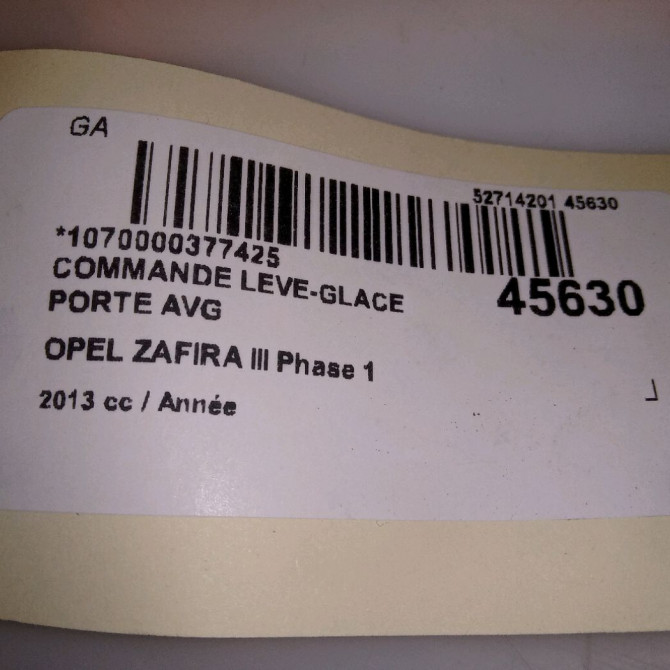 GA
52714201 45630
*1070000377425
COMMANDE LEVE-GLACE
45630
PORTE AVG
OPEL ZAFIRA III Phase 1
2013 cc / Année